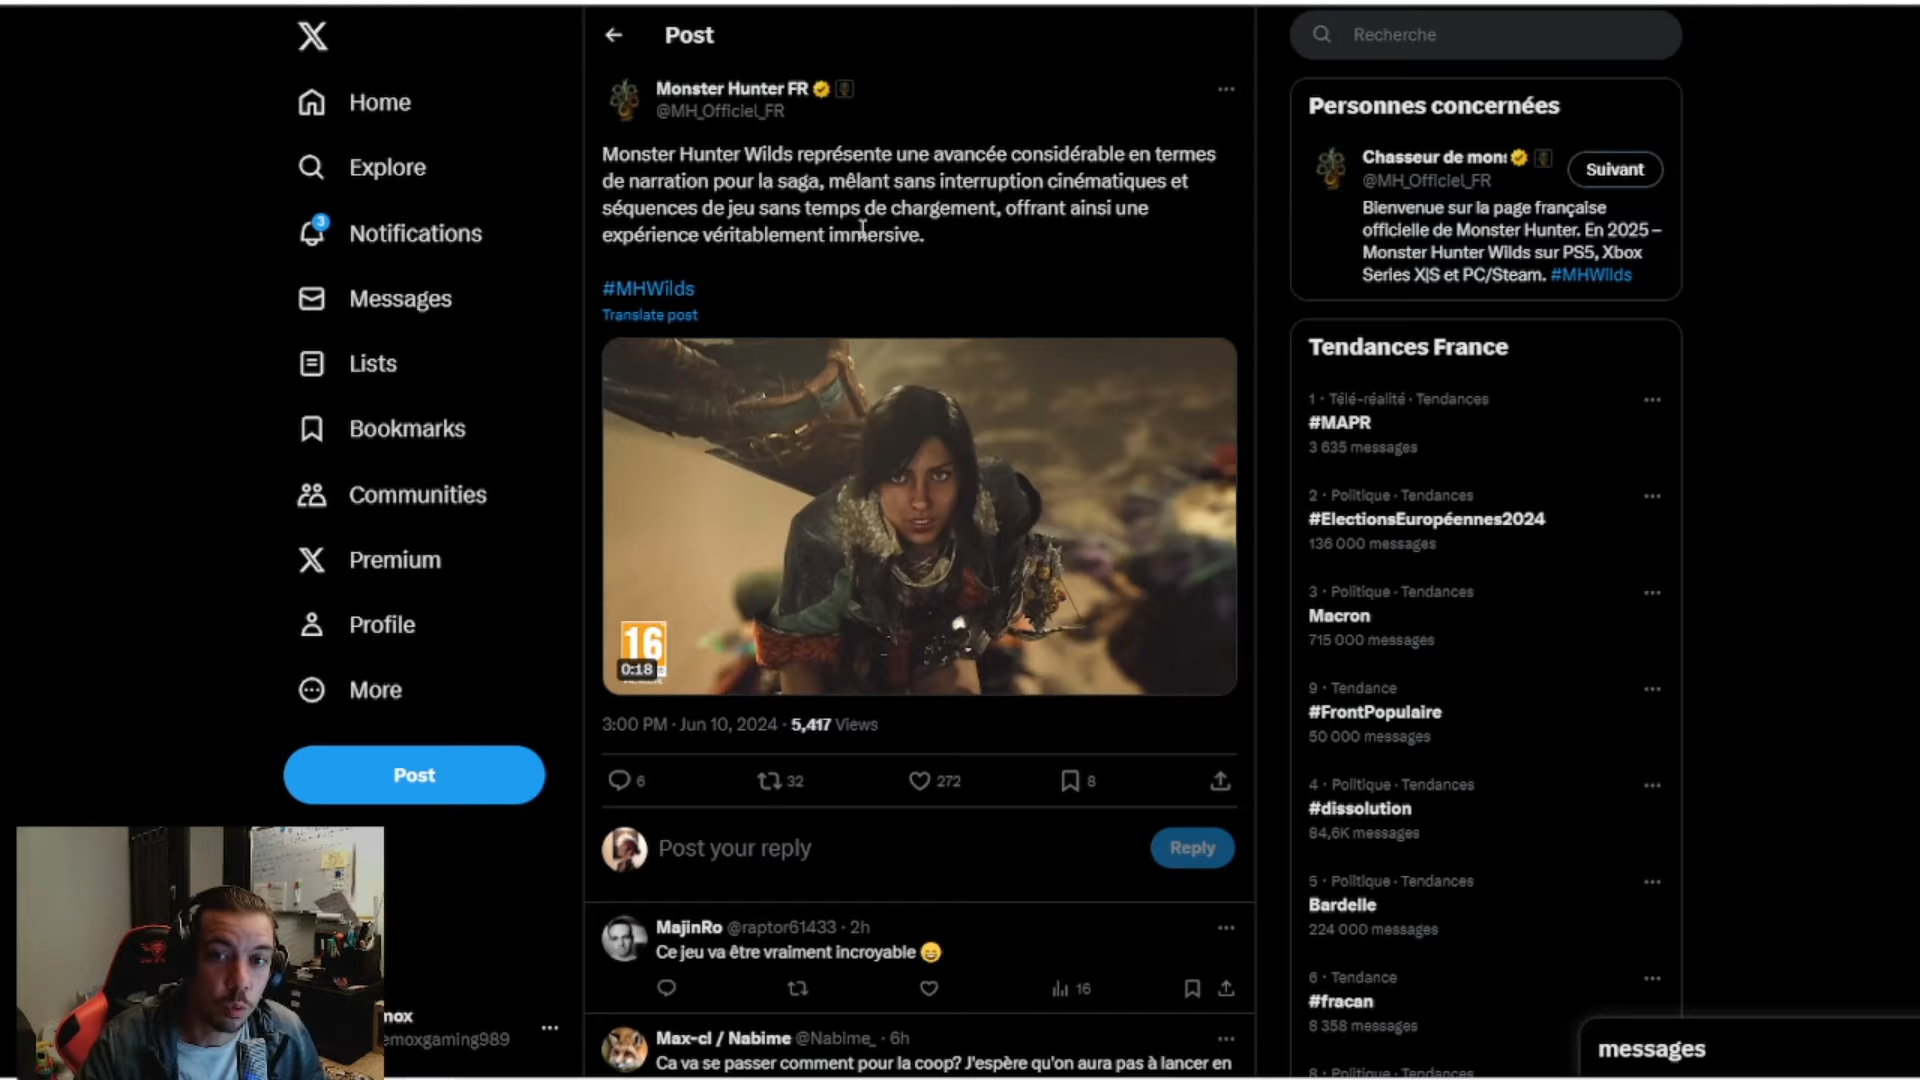 Home
Explore
3
Notifications
Messages
Lists
Bookmarks
Communities
Premium
Profile
More
Post
mox
emoxgaming989
Post
Monster Hunter FR
@MH_Officiel_FR
Monster Hunter Wilds représente une avancée considérable en termes
de narration pour la saga, mêlant sans interruption cinématiques et
séquences de jeu sans temps de chargement, offrant ainsi une
expérience véritablement immersive.
#MHWilds
Translate post
16
0:18
3:00 PM · Jun 10, 2024 · 5,417 Views
6
32
272
8
Post your reply
Reply
MajinRo @raptor61433 · 2h
Ce jeu va être vraiment incroyable
16
Max-cl / Nabime @Nabime_ · 6h
Ca va se passer comment pour la coop? J'espère qu'on aura pas à lancer en
Recherche
Personnes concernées
Chasseur de mon
@MH_Officiel_FR
Suivant
Bienvenue sur la page française
officielle de Monster Hunter. En 2025 –
Monster Hunter Wilds sur PS5, Xbox
Series X|S et PC/Steam. #MHWilds
Tendances France
1 · Télé-réalité · Tendances
#MAPR
3 635 messages
2 · Politique · Tendances
#ElectionsEuropéennes2024
136 000 messages
3 · Politique · Tendances
Macron
715 000 messages
9 · Tendance
#FrontPopulaire
50 000 messages
4 · Politique · Tendances
#dissolution
84,6K messages
5 · Politique · Tendances
Bardelle
224 000 messages
6 · Tendance
#fracan
8 358 messages
8 · Politique · Tendances
messages